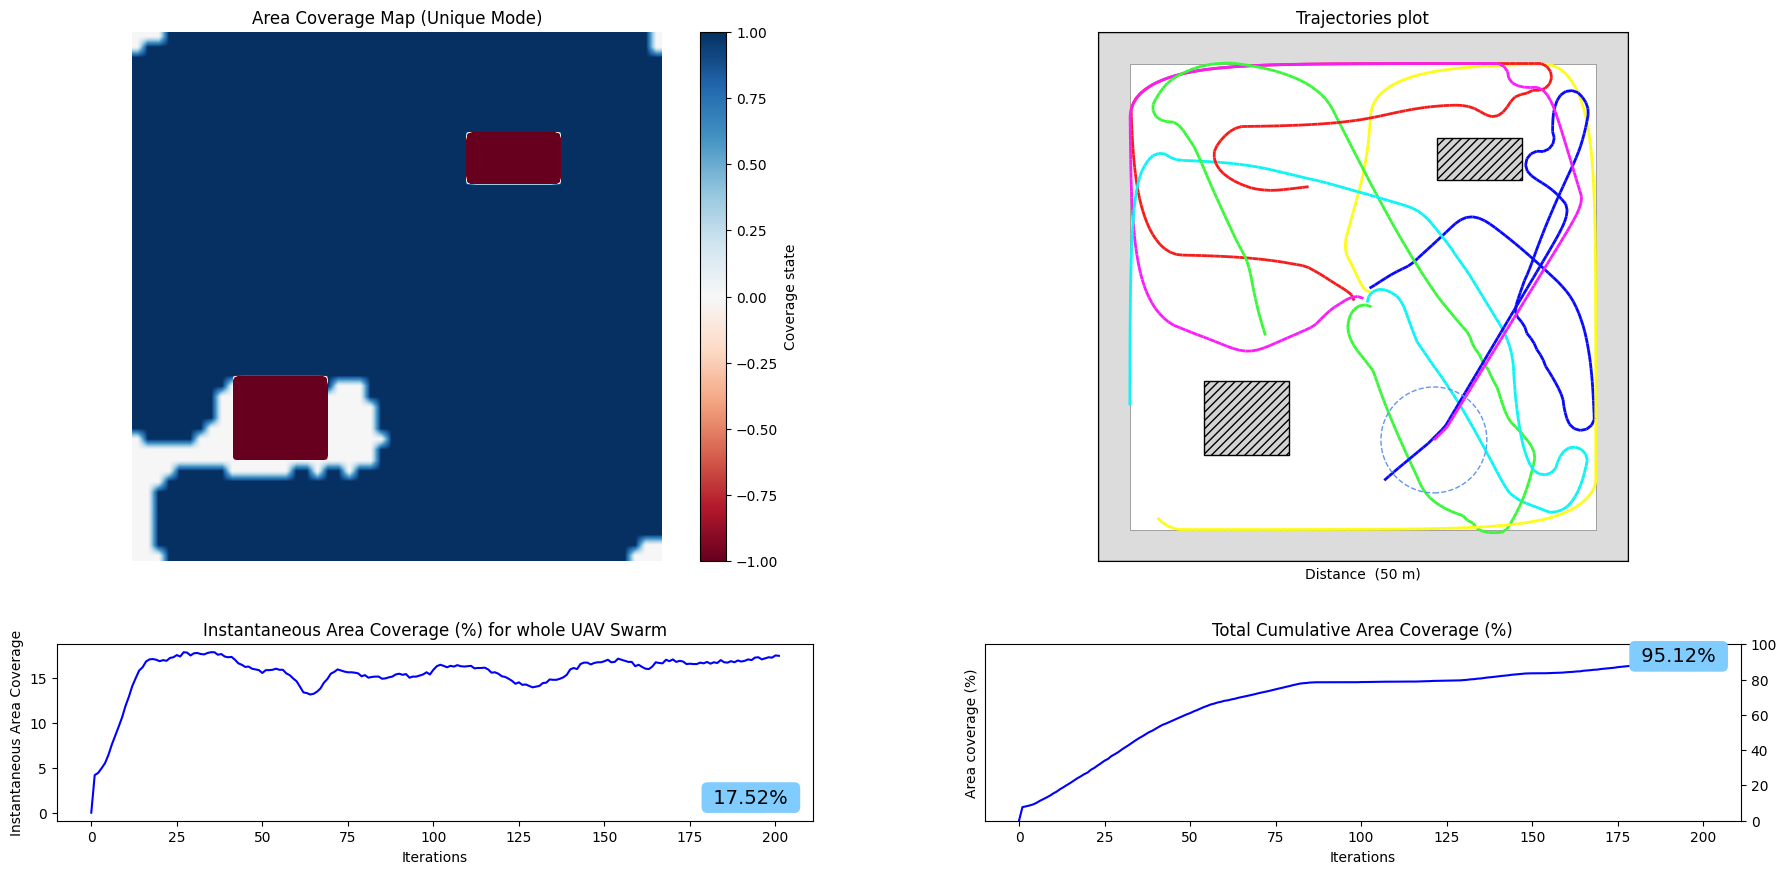 Area Coverage Map (Unique Mode)
1.00
0.75
0.50
0.25
0.00
−0.25
−0.50
−0.75
−1.00
Coverage state
Trajectories plot
Distance  (50 m)
Instantaneous Area Coverage (%) for whole UAV Swarm
Instantaneous Area Coverage
15
10
5
0
17.52%
0 25 50 75 100 125 150 175 200
Iterations
Total Cumulative Area Coverage (%)
Area coverage (%)
95.12%
100
80
60
40
20
0
0 25 50 75 100 125 150 175 200
Iterations